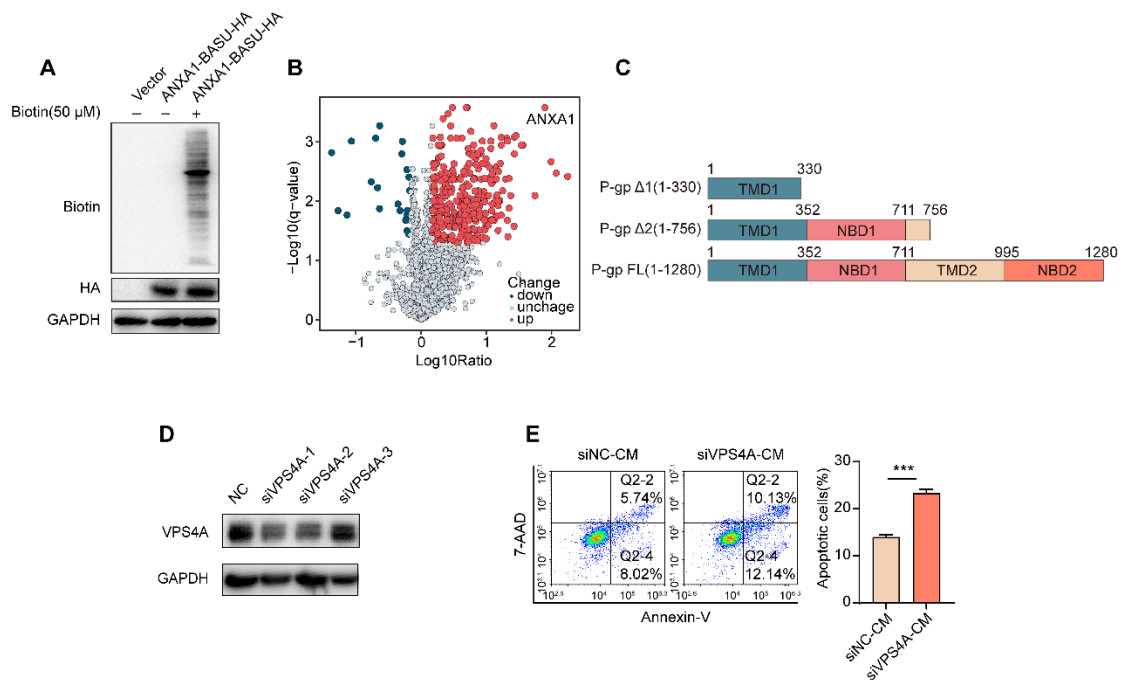 A
Vector
ANXA1-BASU-HA
ANXA1-BASU-HA
Biotin(50 μM) − − +
Biotin
HA
GAPDH
B
ANXA1
3
2
1
0
−Log10(q-value)
Change
down
unchage
up
−1 0 1 2
Log10Ratio
C
1 330
P-gp Δ1(1-330) TMD1
1 352 711 756
P-gp Δ2(1-756) TMD1 NBD1
1 352 711 995 1280
P-gp FL(1-1280) TMD1 NBD1 TMD2 NBD2
D
NC
siVPS4A-1
siVPS4A-2
siVPS4A-3
VPS4A
GAPDH
E
siNC-CM siVPS4A-CM
Q2-2 Q2-2
5.74% 10.13%
Q2-4 Q2-4
8.02% 12.14%
7-AAD
Annexin-V
***
30
20
10
0
Apoptotic cells(%)
siNC-CM
siVPS4A-CM